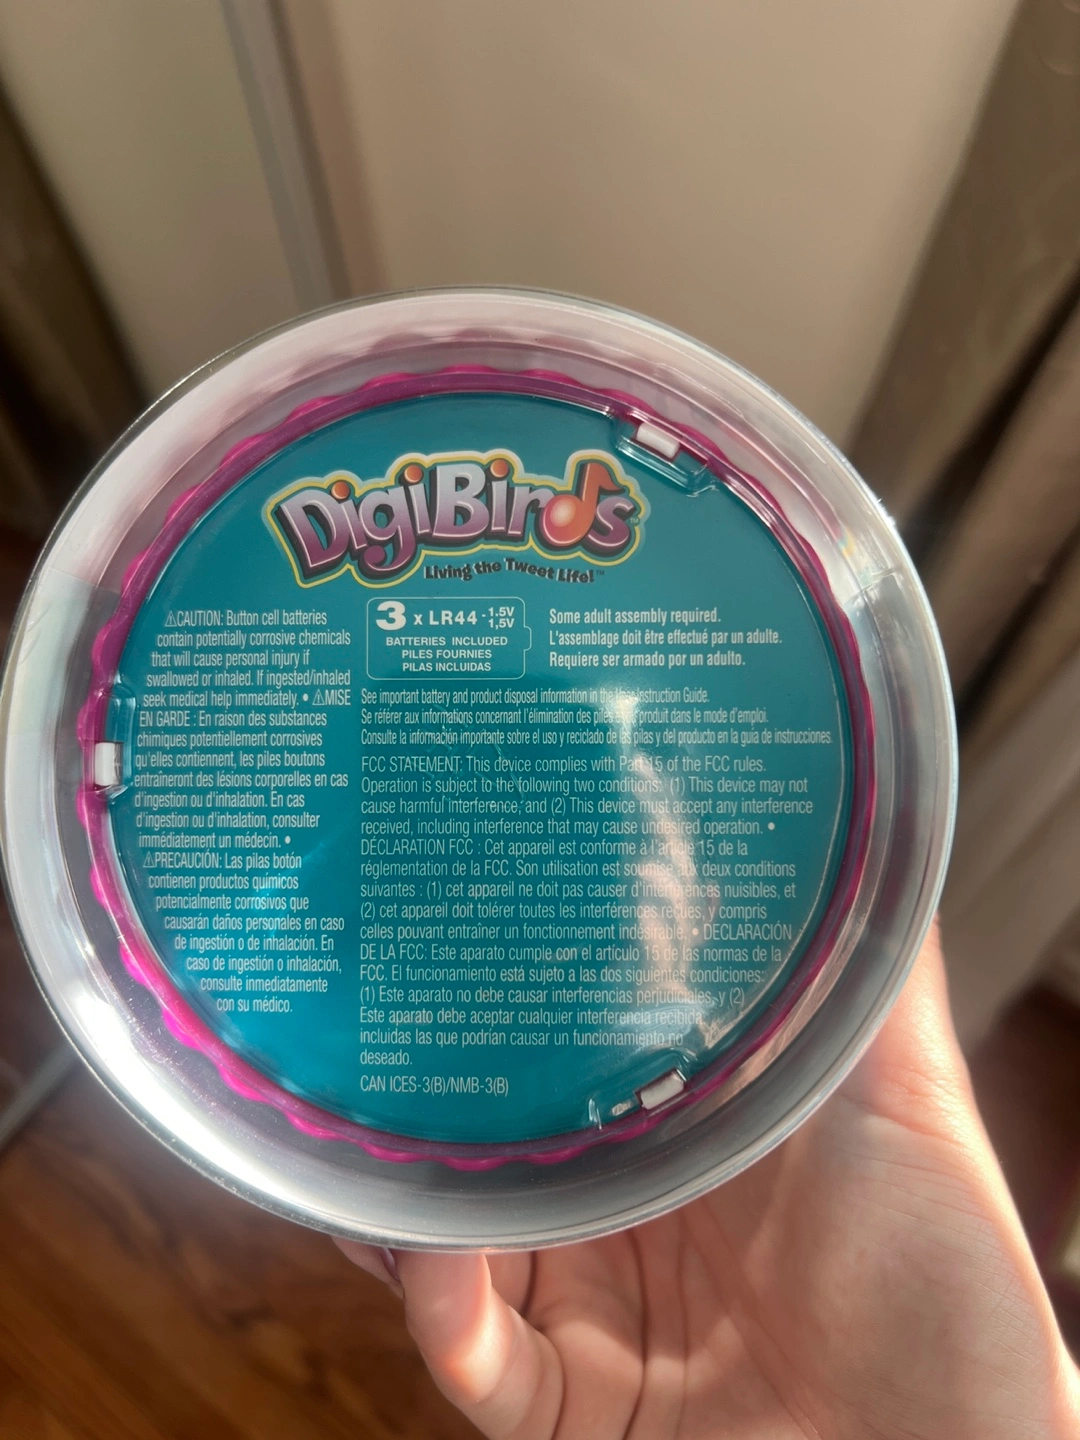 DigiBirds™
Living the Tweet Life!™
⚠CAUTION: Button cell batteries
contain potentially corrosive chemicals
that will cause personal injury if
swallowed or inhaled. If ingested/inhaled
seek medical help immediately. • ⚠MISE
EN GARDE : En raison des substances
chimiques potentiellement corrosives
qu'elles contiennent, les piles boutons
entraîneront des lésions corporelles en cas
d'ingestion ou d'inhalation. En cas
d'ingestion ou d'inhalation, consulter
immédiatement un médecin. •
⚠PRECAUCIÓN: Las pilas botón
contienen productos químicos
potencialmente corrosivos que
causarán daños personales en caso
de ingestión o de inhalación. En
caso de ingestión o inhalación,
consulte inmediatamente
con su médico.
3 x LR44 - 1.5V
1,5V
BATTERIES INCLUDED
PILES FOURNIES
PILAS INCLUIDAS
Some adult assembly required.
L'assemblage doit être effectué par un adulte.
Requiere ser armado por un adulto.
See important battery and product disposal information in the User Instruction Guide.
Se référer aux informations concernant l'élimination des piles et du produit dans le mode d'emploi.
Consulte la información importante sobre el uso y reciclado de las pilas y del producto en la guía de instrucciones.
FCC STATEMENT: This device complies with Part 15 of the FCC rules.
Operation is subject to the following two conditions: (1) This device may not
cause harmful interference, and (2) This device must accept any interference
received, including interference that may cause undesired operation. •
DÉCLARATION FCC : Cet appareil est conforme à l'article 15 de la
réglementation de la FCC. Son utilisation est soumise aux deux conditions
suivantes : (1) cet appareil ne doit pas causer d'interférences nuisibles, et
(2) cet appareil doit tolérer toutes les interférences reçues, y compris
celles pouvant entraîner un fonctionnement indésirable. • DECLARACIÓN
DE LA FCC: Este aparato cumple con el artículo 15 de las normas de la
FCC. El funcionamiento está sujeto a las dos siguientes condiciones:
(1) Este aparato no debe causar interferencias perjudiciales, y (2)
Este aparato debe aceptar cualquier interferencia recibida,
incluidas las que podrían causar un funcionamiento no
deseado.
CAN ICES-3(B)/NMB-3(B)